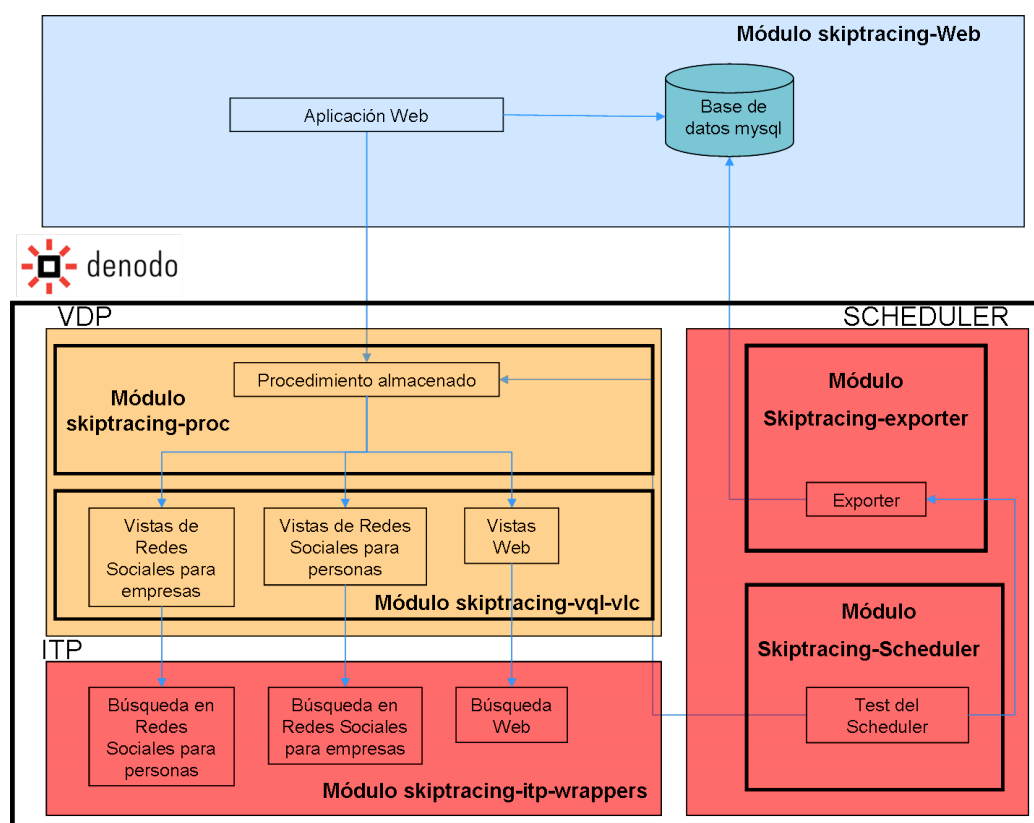 Módulo skiptracing-Web
Aplicación Web
Base de
datos mysql
denodo
VDP
SCHEDULER
Procedimiento almacenado
Módulo
skiptracing-proc
Módulo
Skiptracing-exporter
Exporter
Vistas de
Redes
Sociales para
empresas
Vistas de Redes
Sociales para
personas
Vistas
Web
Módulo skiptracing-vql-vlc
Módulo
Skiptracing-Scheduler
Test del
Scheduler
ITP
Búsqueda en
Redes
Sociales para
personas
Búsqueda en
Redes Sociales
para empresas
Búsqueda
Web
Módulo skiptracing-itp-wrappers